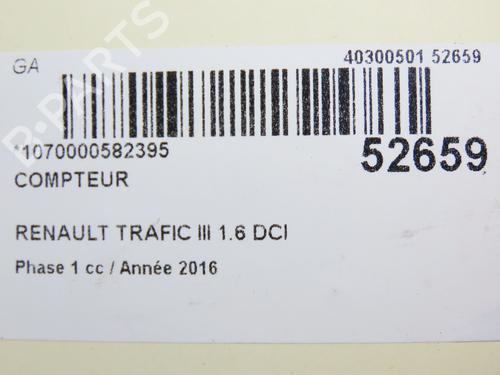 GA
40300501 52659
*1070000582395
52659
COMPTEUR
RENAULT TRAFIC III 1.6 DCI
Phase 1 cc / Année 2016
B-PARTS